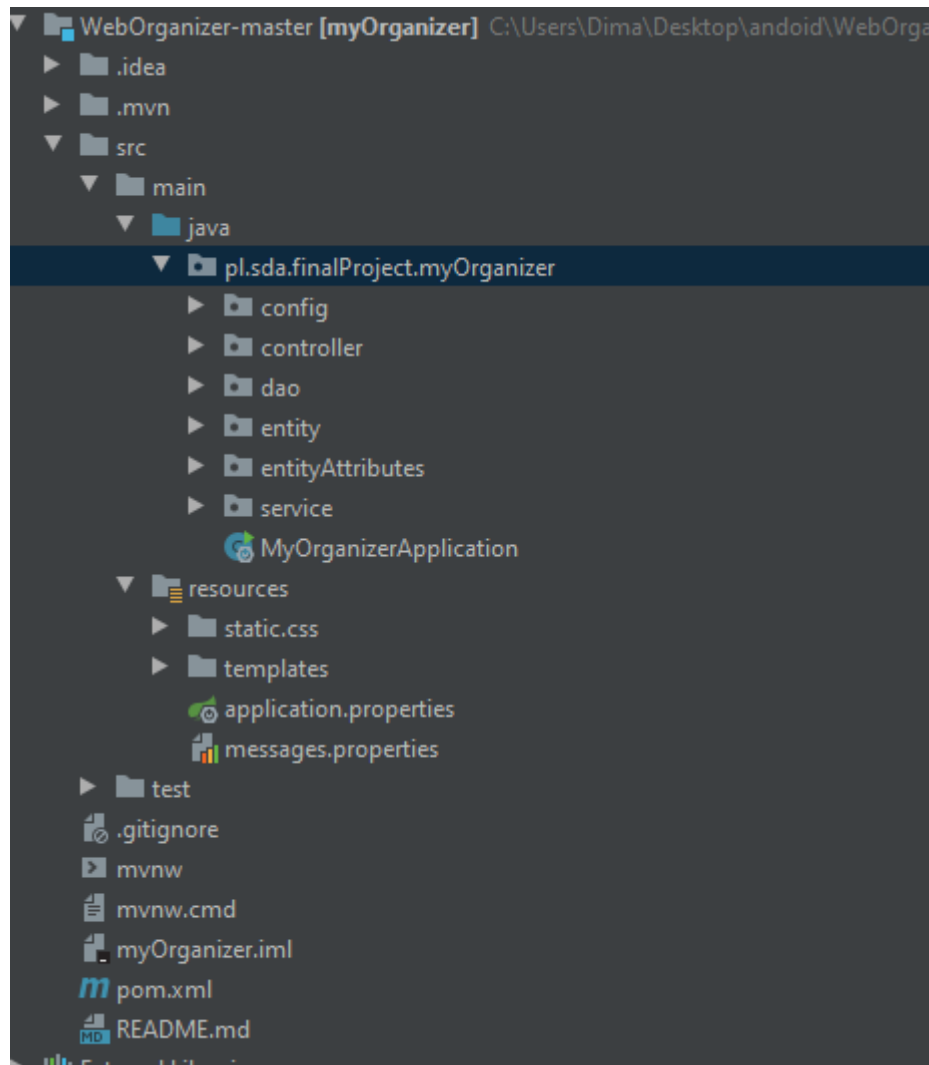 WebOrganizer-master [myOrganizer] C:\Users\Dima\Desktop\andoid\WebOrga
.idea
.mvn
src
main
java
pl.sda.finalProject.myOrganizer
config
controller
dao
entity
entityAttributes
service
MyOrganizerApplication
resources
static.css
templates
application.properties
messages.properties
test
.gitignore
mvnw
mvnw.cmd
myOrganizer.iml
pom.xml
README.md